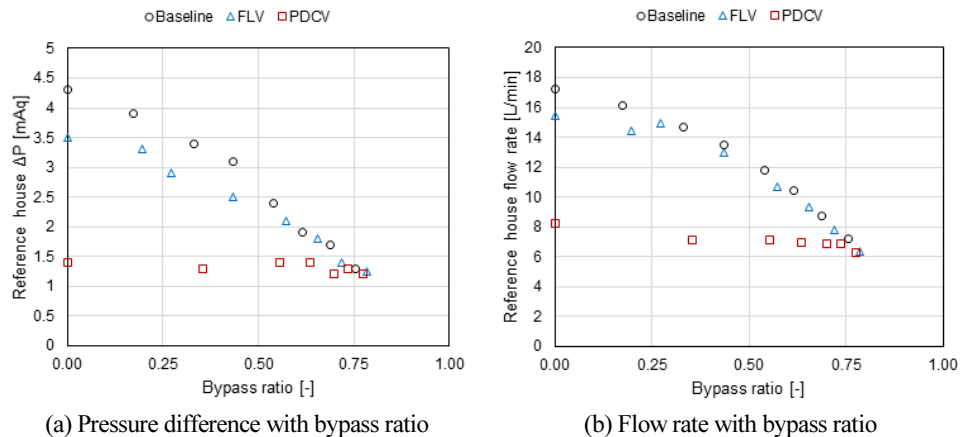 Baseline FLV PDCV
5
4.5
4
3.5
3
2.5
2
1.5
1
0.5
0
Reference house ΔP [mAq]
0.00 0.25 0.50 0.75 1.00
Bypass ratio [-]
(a) Pressure difference with bypass ratio
Baseline FLV PDCV
20
18
16
14
12
10
8
6
4
2
0
Reference house flow rate [L/min]
0.00 0.25 0.50 0.75 1.00
Bypass ratio [-]
(b) Flow rate with bypass ratio